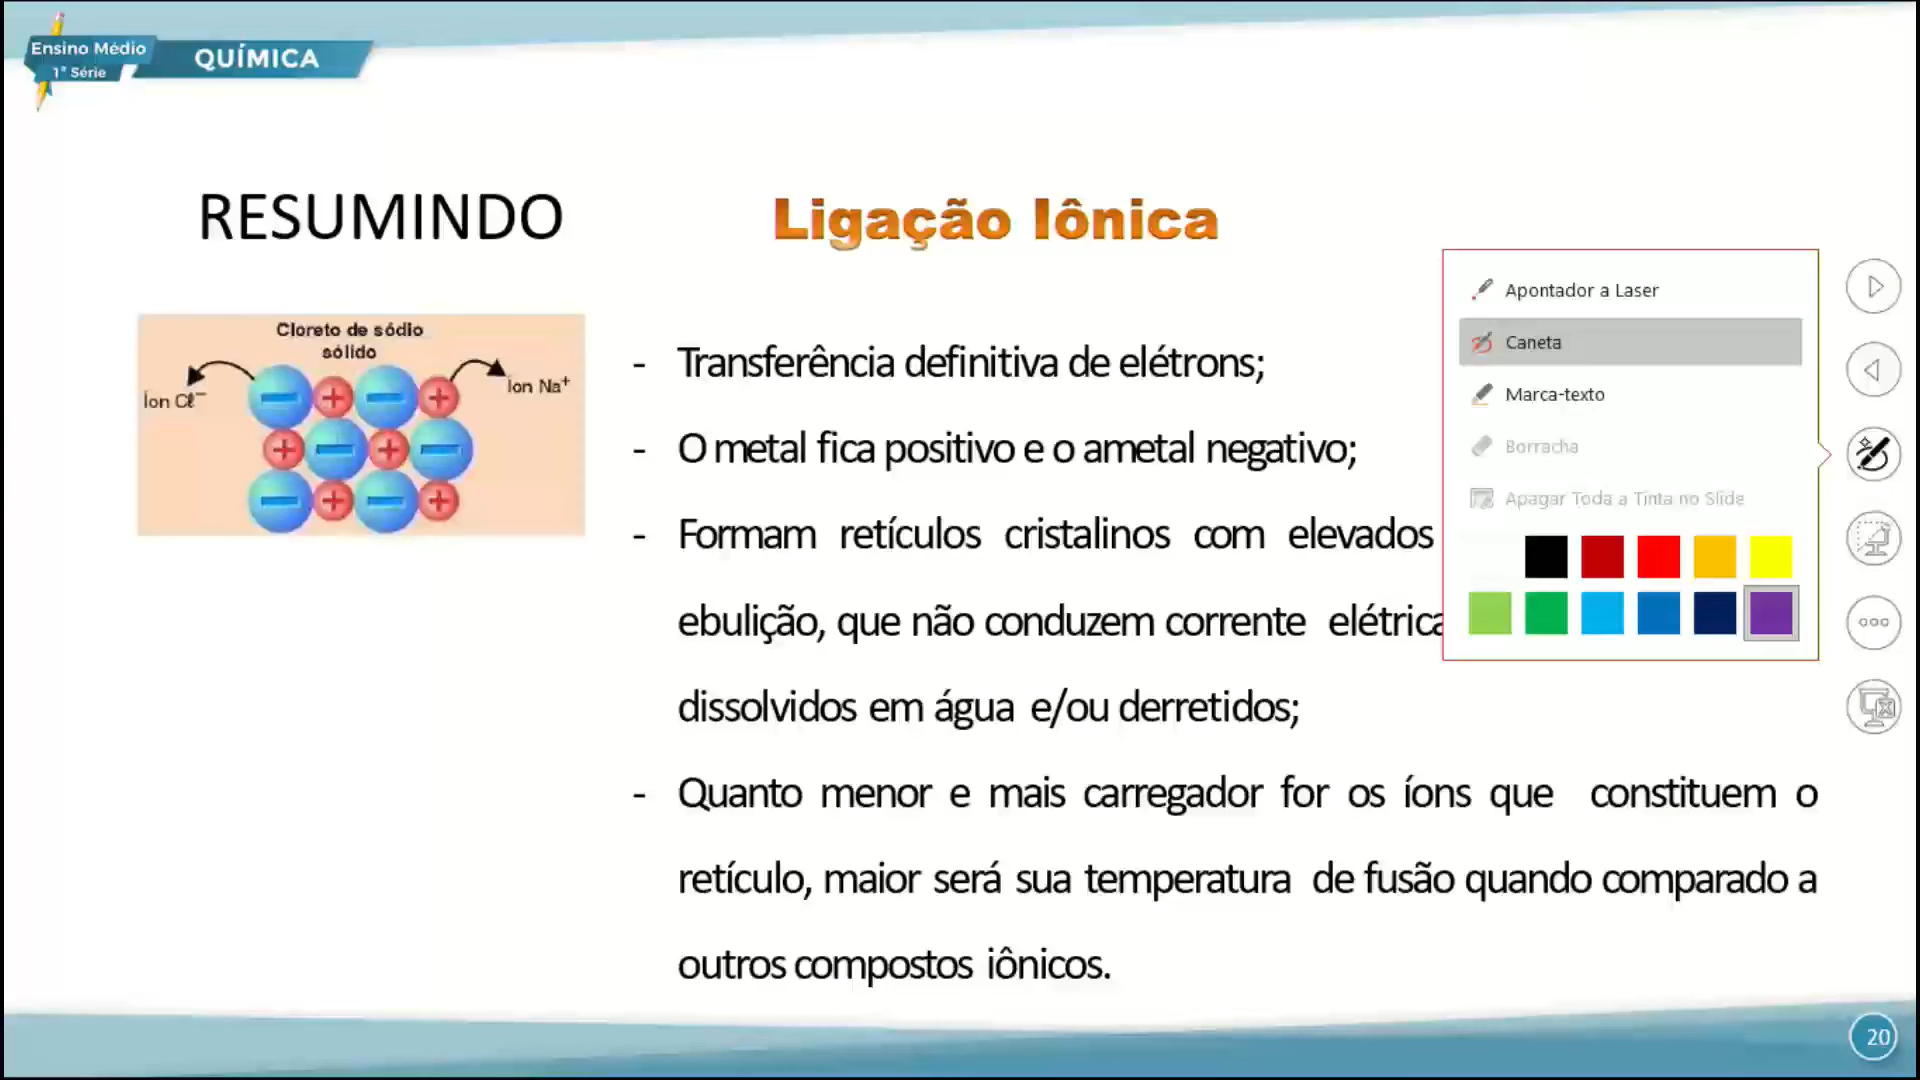 Ensino Médio
1ª Série
QUÍMICA
RESUMINDO
Ligação Iônica
Cloreto de sódio
sólido
Íon Cℓ⁻
Íon Na⁺
- Transferência definitiva de elétrons;
- O metal fica positivo e o ametal negativo;
- Formam retículos cristalinos com elevados
ebulição, que não conduzem corrente elétrica
dissolvidos em água e/ou derretidos;
- Quanto menor e mais carregador for os íons que constituem o
retículo, maior será sua temperatura de fusão quando comparado a
outros compostos iônicos.
Apontador a Laser
Caneta
Marca-texto
Borracha
Apagar Toda a Tinta no Slide
20